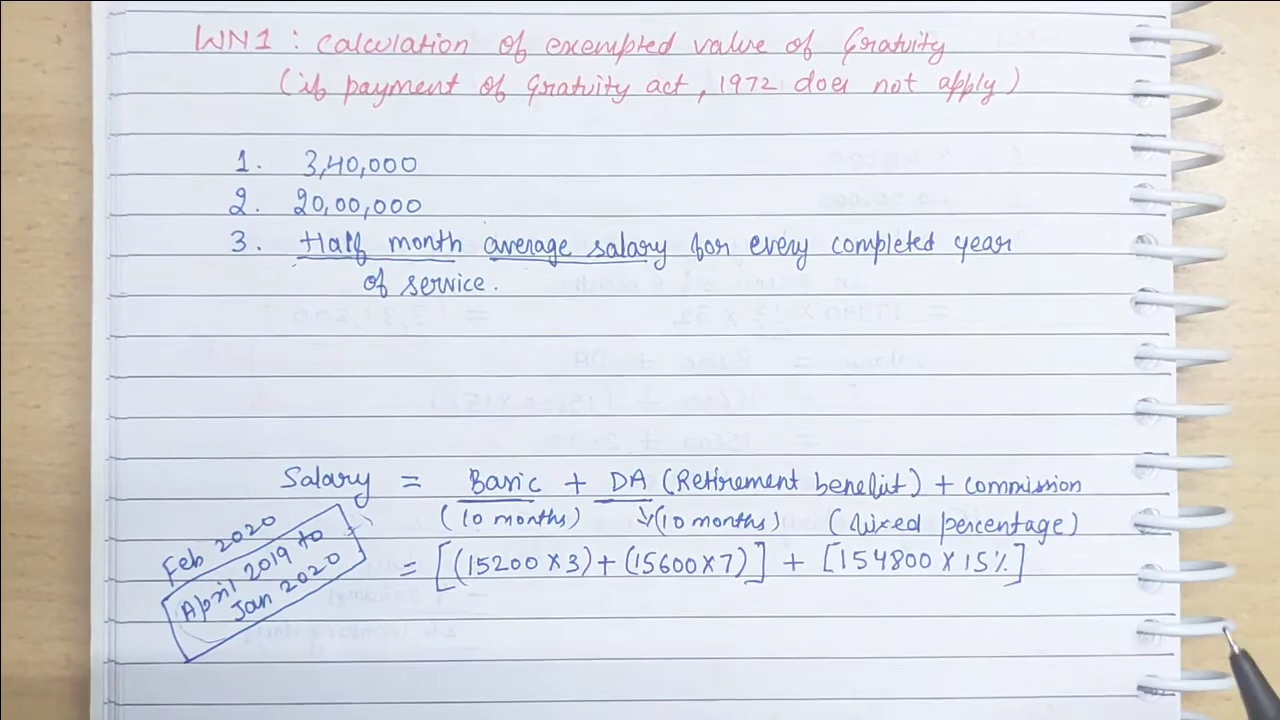 WN1 : Calculation of exempted value of Gratuity
(if payment of Gratuity act, 1972 does not apply)
1. 3,40,000
2. 20,00,000
3. Half month average salary for every completed year
of service.
Salary = Basic + DA (Retirement benefit) + commission
(10 months) ↓(10 months) (fixed percentage)
Feb 2020
April 2019 to
Jan 2020
= [(15200 x 3) + (15600 x 7)] + [154800 x 15%]